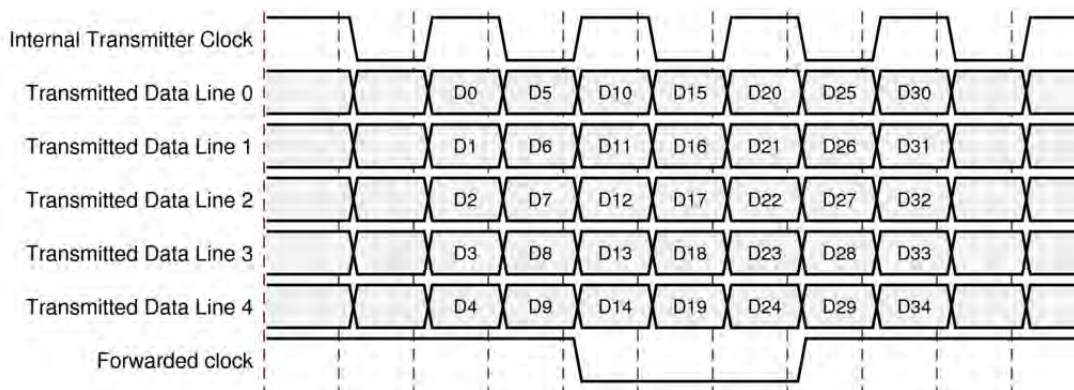 Internal Transmitter Clock
Transmitted Data Line 0 D0 D5 D10 D15 D20 D25 D30
Transmitted Data Line 1 D1 D6 D11 D16 D21 D26 D31
Transmitted Data Line 2 D2 D7 D12 D17 D22 D27 D32
Transmitted Data Line 3 D3 D8 D13 D18 D23 D28 D33
Transmitted Data Line 4 D4 D9 D14 D19 D24 D29 D34
Forwarded clock